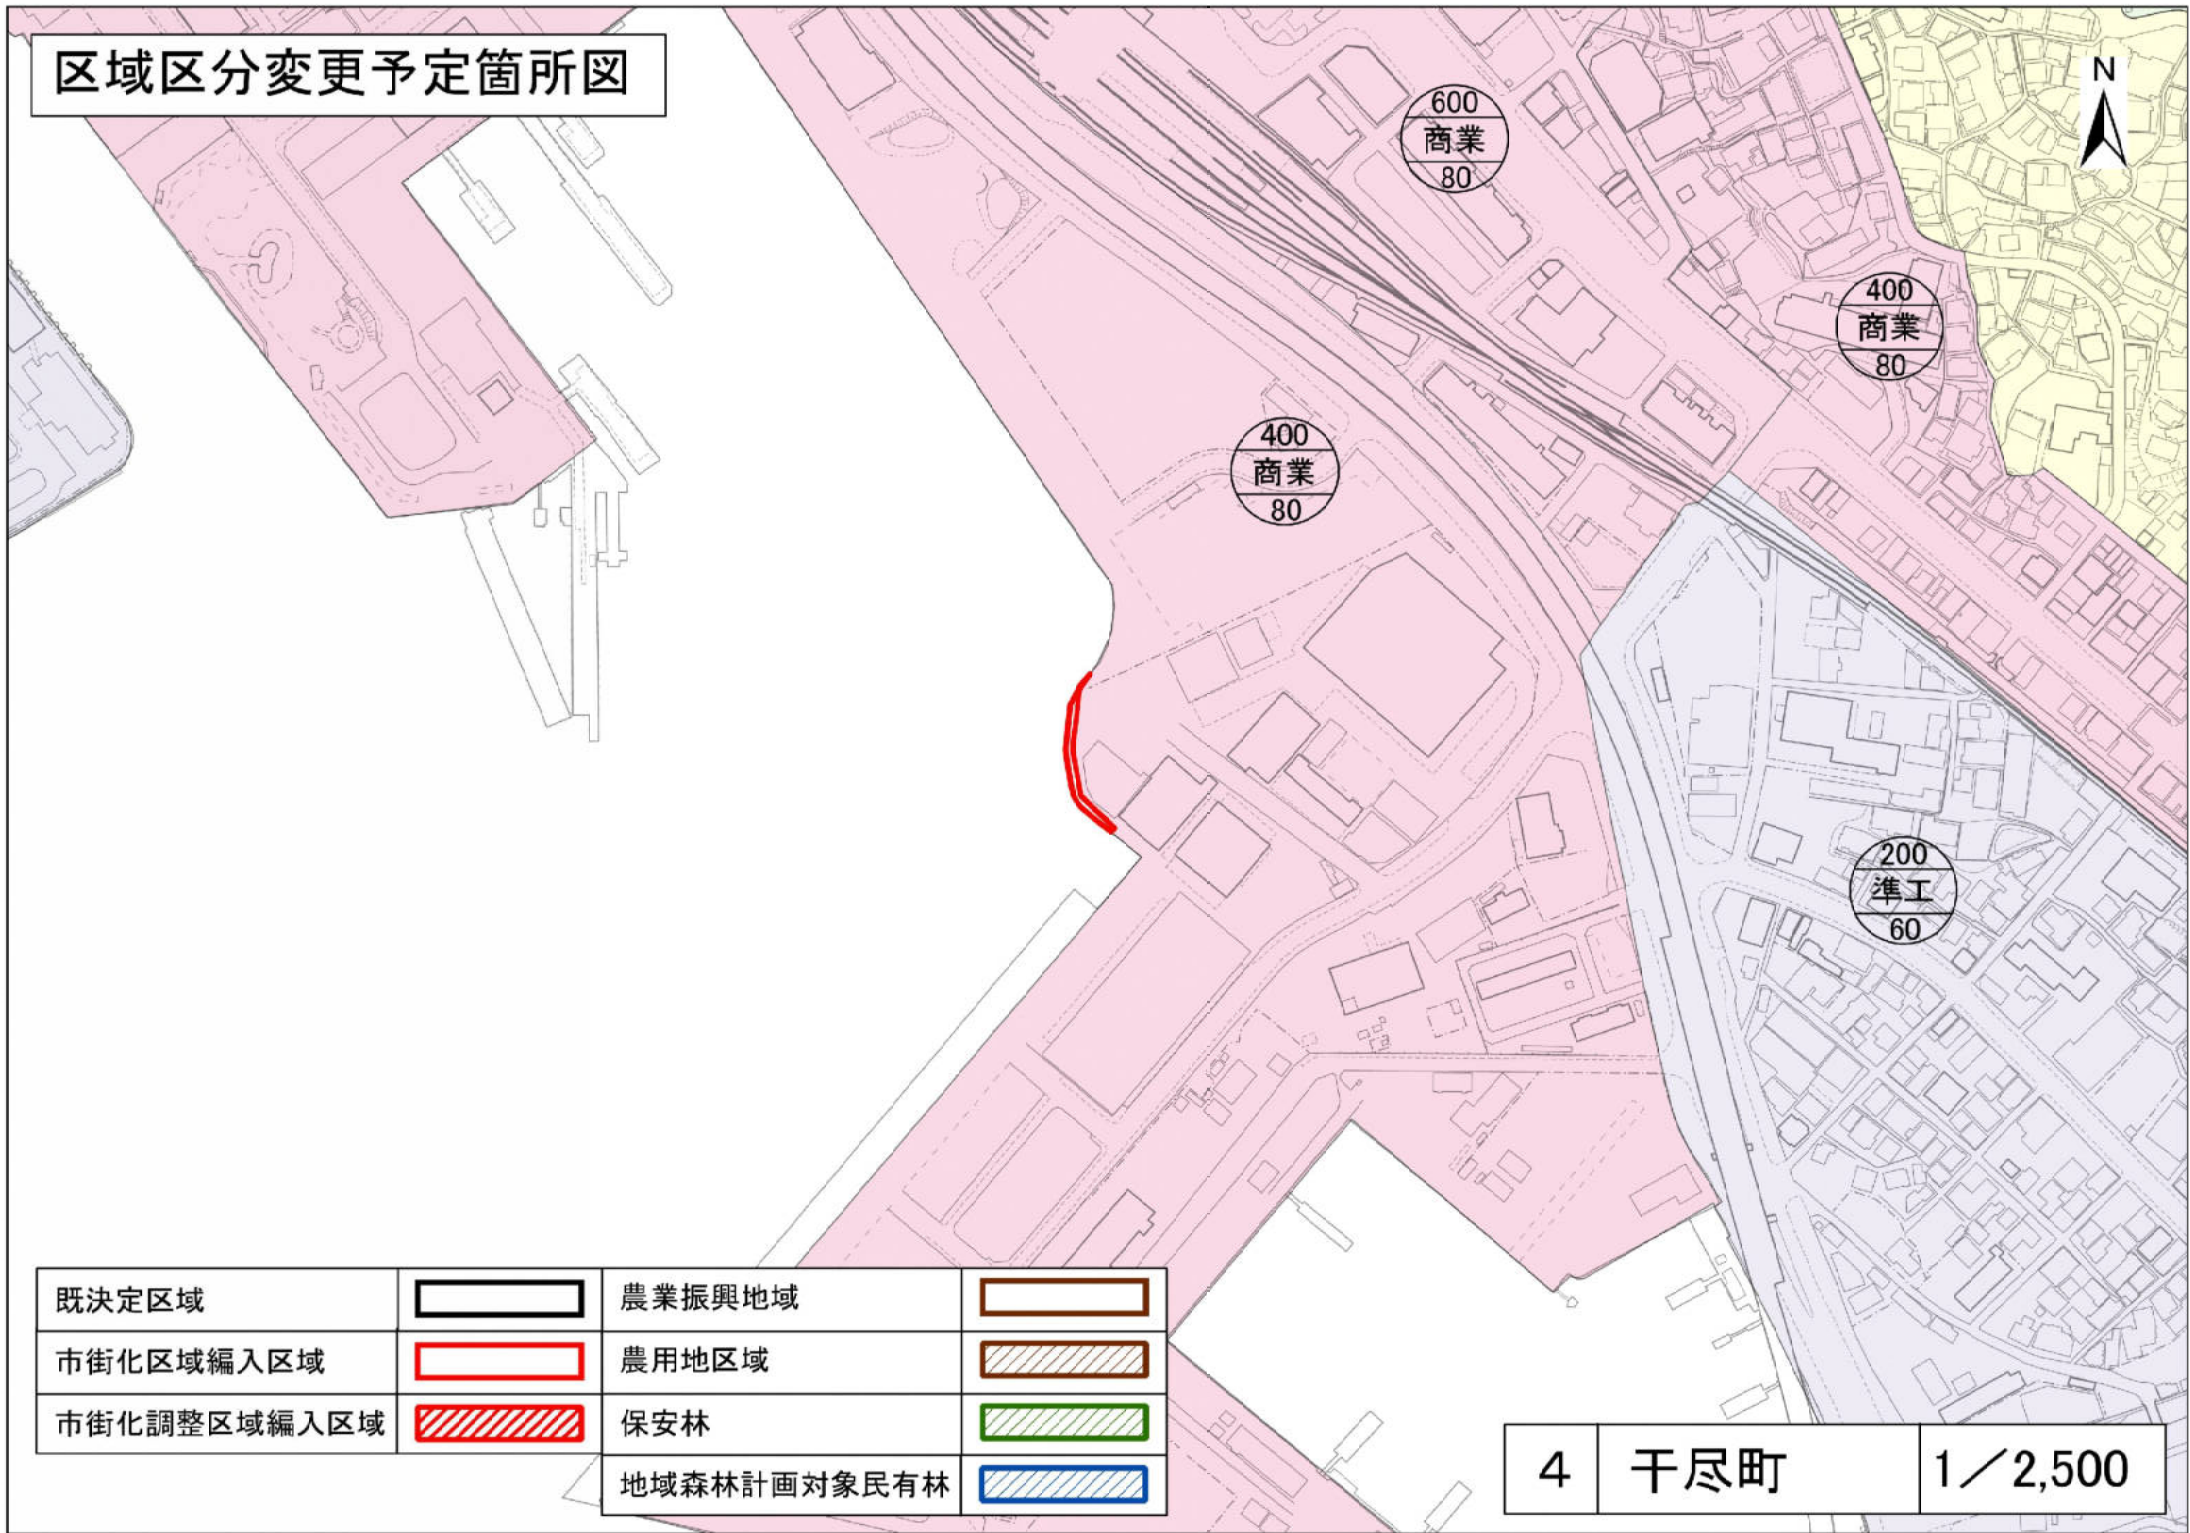 区域区分変更予定箇所図
N
600
商業
80
400
商業
80
400
商業
80
200
準工
60
既決定区域
農業振興地域
市街化区域編入区域
農用地区域
市街化調整区域編入区域
保安林
地域森林計画対象民有林
4 干尽町 1／2,500